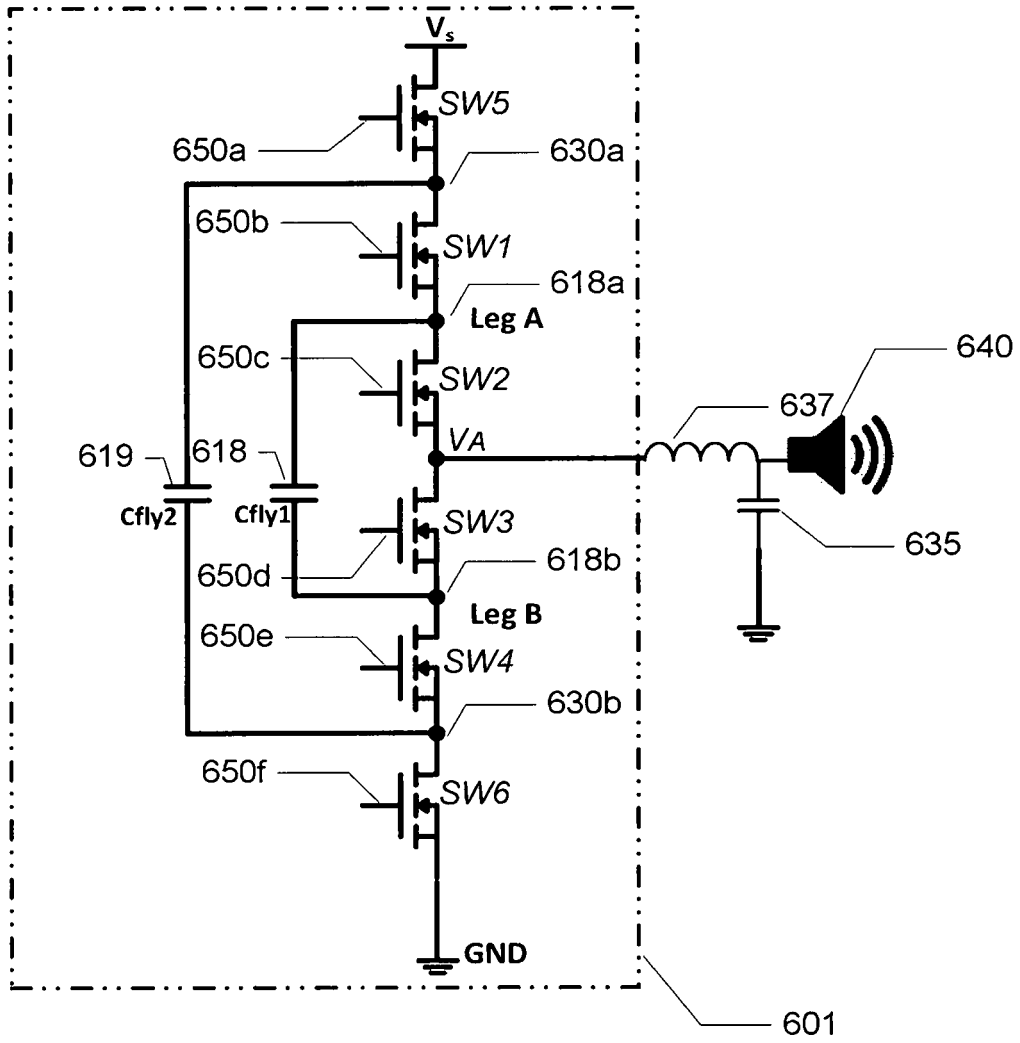 Vs
SW5
650a
630a
650b
SW1
618a
Leg A
650c
SW2
640
637
VA
619
618
Cfly2
Cfly1
SW3
635
650d
618b
Leg B
650e
SW4
630b
650f
SW6
GND
601